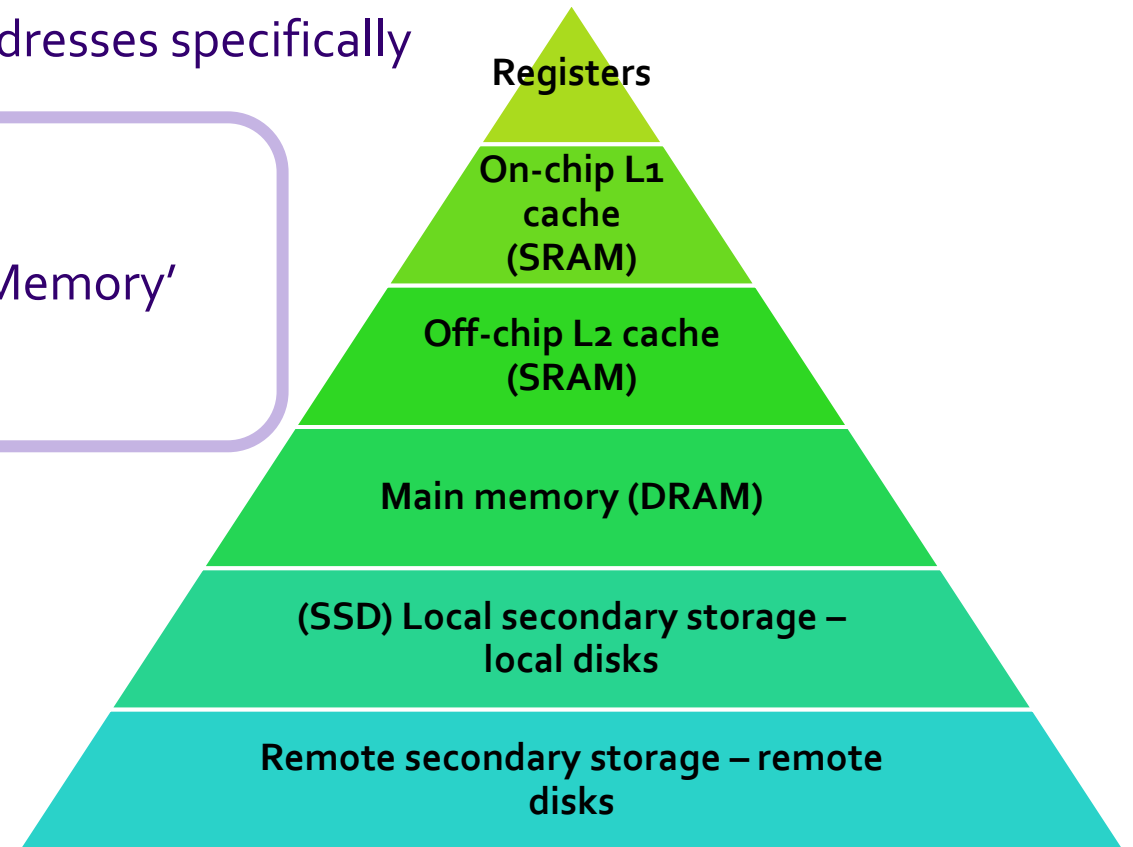 dresses specifically
Memory’
Registers
On-chip L1
cache
(SRAM)
Off-chip L2 cache
(SRAM)
Main memory (DRAM)
(SSD) Local secondary storage –
local disks
Remote secondary storage – remote
disks